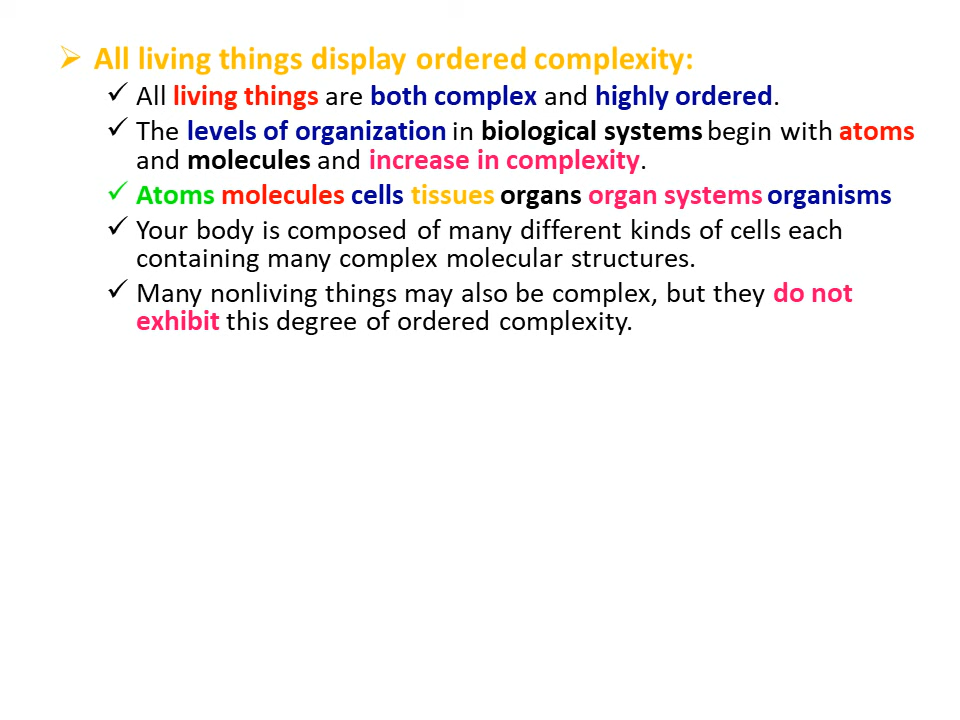 All living things display ordered complexity:
All living things are both complex and highly ordered.
The levels of organization in biological systems begin with atoms
and molecules and increase in complexity.
Atoms molecules cells tissues organs organ systems organisms
Your body is composed of many different kinds of cells each
containing many complex molecular structures.
Many nonliving things may also be complex, but they do not
exhibit this degree of ordered complexity.